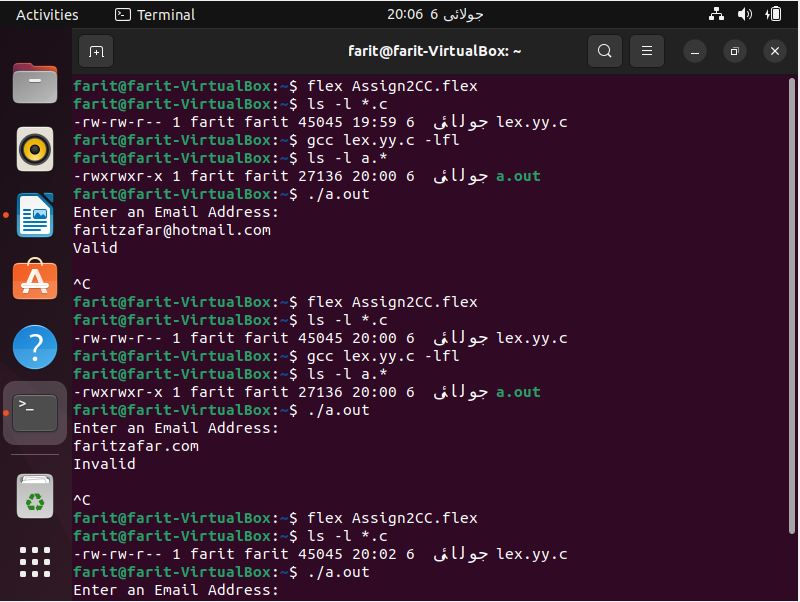 Activities Terminal 20:06 6 جولائی
farit@farit-VirtualBox: ~
farit@farit-VirtualBox:~$ flex Assign2CC.flex
farit@farit-VirtualBox:~$ ls -l *.c
-rw-rw-r-- 1 farit farit 45045 19:59 6 جولائی lex.yy.c
farit@farit-VirtualBox:~$ gcc lex.yy.c -lfl
farit@farit-VirtualBox:~$ ls -l a.*
-rwxrwxr-x 1 farit farit 27136 20:00 6 جولائی a.out
farit@farit-VirtualBox:~$ ./a.out
Enter an Email Address:
faritzafar@hotmail.com
Valid
^C
farit@farit-VirtualBox:~$ flex Assign2CC.flex
farit@farit-VirtualBox:~$ ls -l *.c
-rw-rw-r-- 1 farit farit 45045 20:00 6 جولائی lex.yy.c
farit@farit-VirtualBox:~$ gcc lex.yy.c -lfl
farit@farit-VirtualBox:~$ ls -l a.*
-rwxrwxr-x 1 farit farit 27136 20:00 6 جولائی a.out
farit@farit-VirtualBox:~$ ./a.out
Enter an Email Address:
faritzafar.com
Invalid
^C
farit@farit-VirtualBox:~$ flex Assign2CC.flex
farit@farit-VirtualBox:~$ ls -l *.c
-rw-rw-r-- 1 farit farit 45045 20:02 6 جولائی lex.yy.c
farit@farit-VirtualBox:~$ ./a.out
Enter an Email Address: